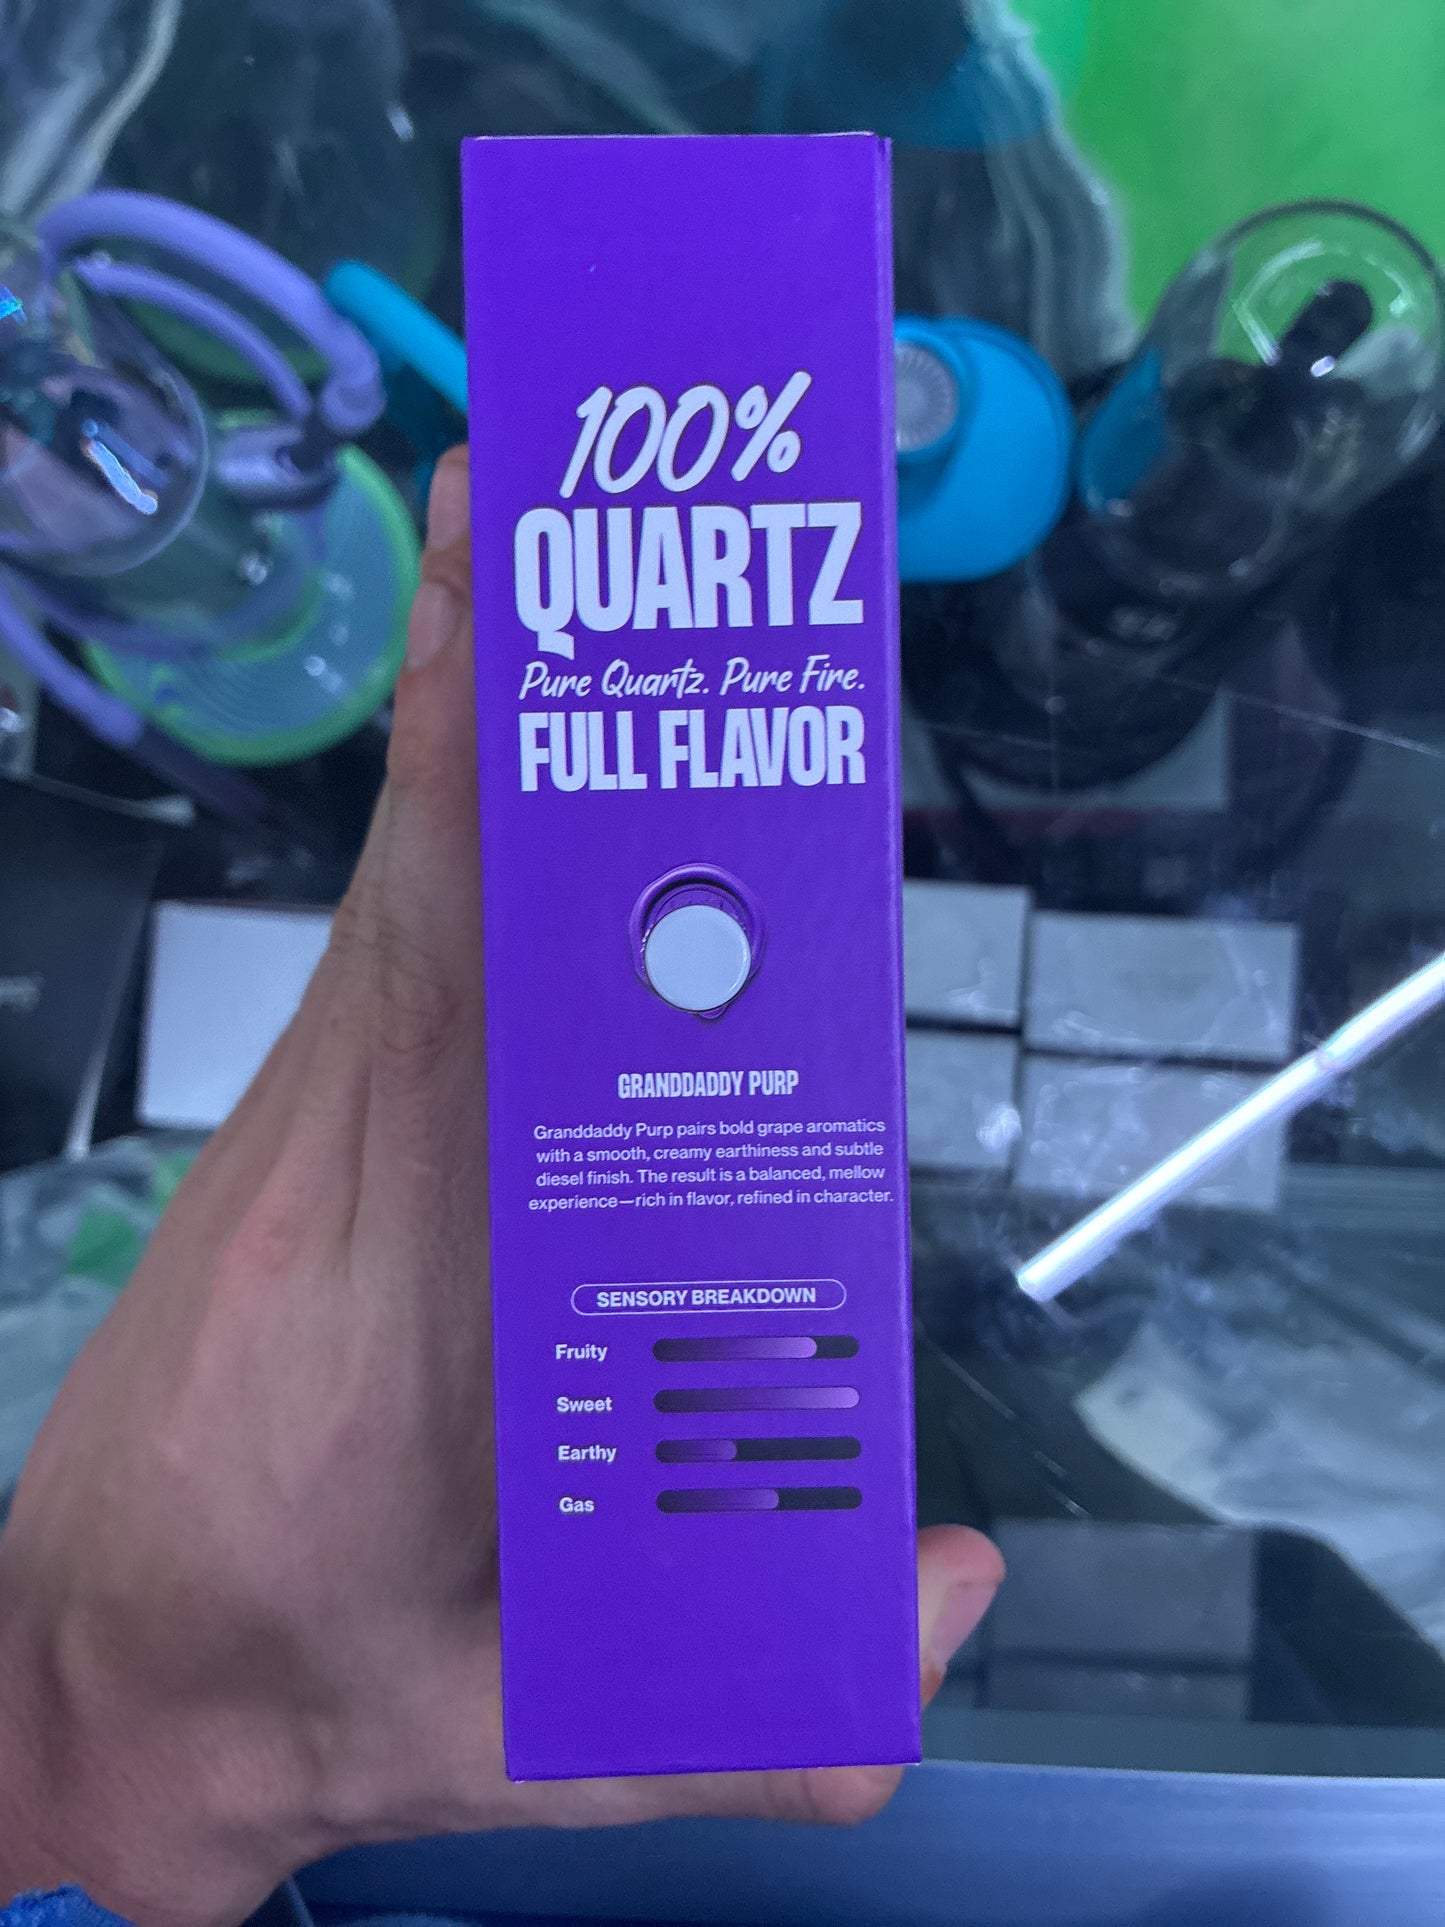 100%
QUARTZ
Pure Quartz. Pure Fire.
FULL FLAVOR
GRANDDADDY PURP
Granddaddy Purp pairs bold grape aromatics
with a smooth, creamy earthiness and subtle
diesel finish. The result is a balanced, mellow
experience—rich in flavor, refined in character.
SENSORY BREAKDOWN
Fruity
Sweet
Earthy
Gas